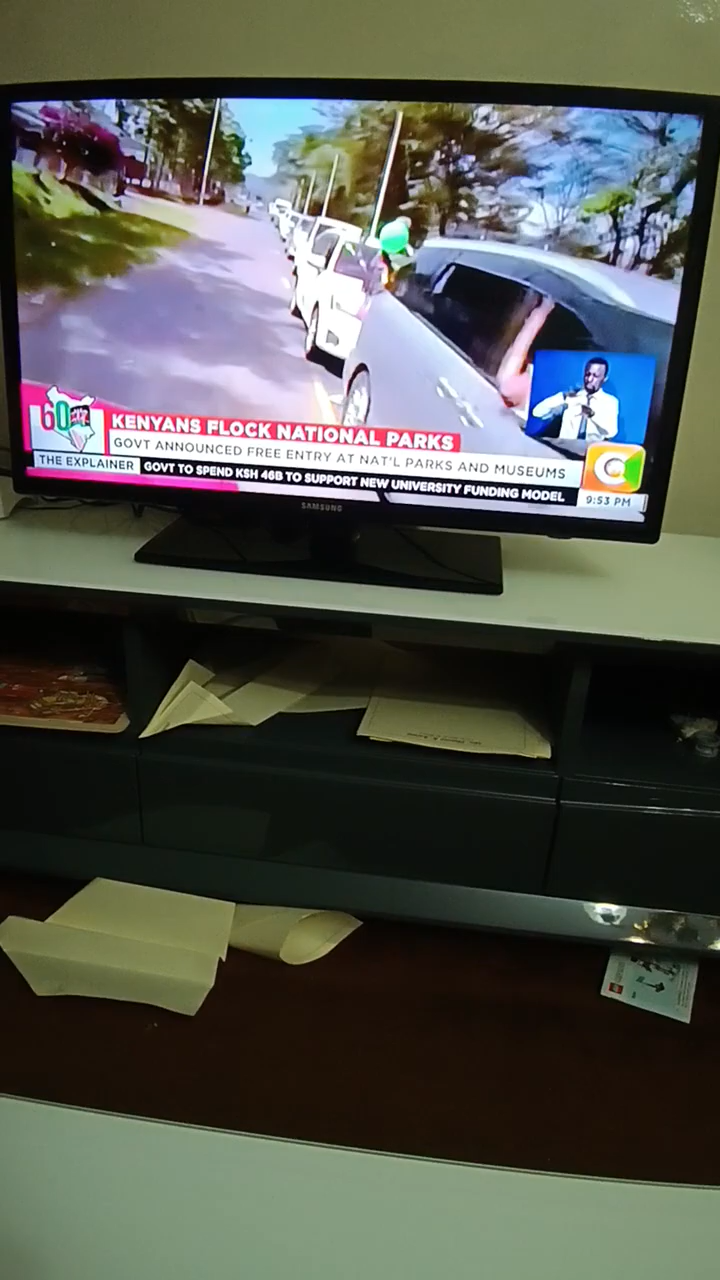 60
KENYANS FLOCK NATIONAL PARKS
GOVT ANNOUNCED FREE ENTRY AT NAT'L PARKS AND MUSEUMS
THE EXPLAINER
GOVT TO SPEND KSH 46B TO SUPPORT NEW UNIVERSITY FUNDING MODEL
9:53 PM
SAMSUNG